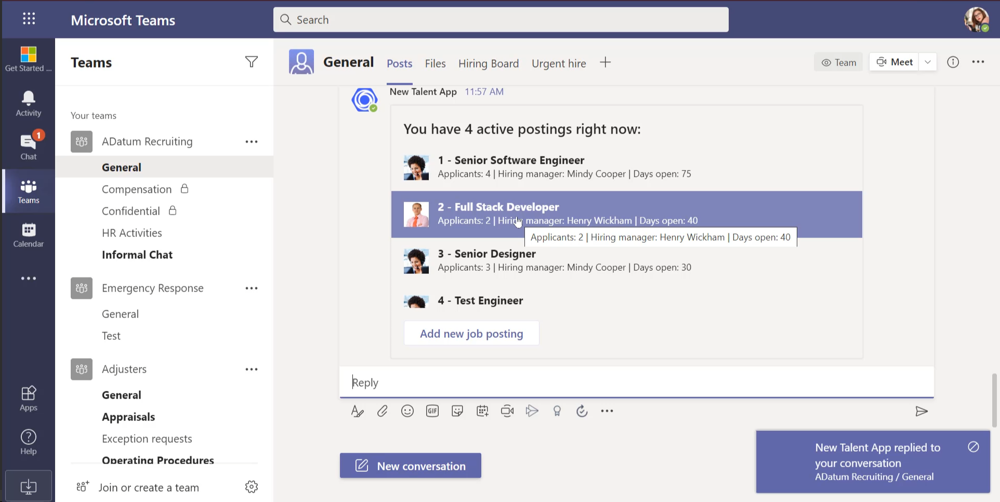 Microsoft Teams
Search
Get Started ...
Activity
1
Chat
Teams
Calendar
Apps
Help
Teams
Your teams
ADatum Recruiting
General
Compensation
Confidential
HR Activities
Informal Chat
Emergency Response
General
Test
Adjusters
General
Appraisals
Exception requests
Operating Procedures
Join or create a team
General
Posts
Files
Hiring Board
Urgent hire
Team
Meet
New Talent App 11:57 AM
You have 4 active postings right now:
1 - Senior Software Engineer
Applicants: 4 | Hiring manager: Mindy Cooper | Days open: 75
2 - Full Stack Developer
Applicants: 2 | Hiring manager: Henry Wickham | Days open: 40
Applicants: 2 | Hiring manager: Henry Wickham | Days open: 40
3 - Senior Designer
Applicants: 3 | Hiring manager: Mindy Cooper | Days open: 30
4 - Test Engineer
Add new job posting
Reply
GIF
New conversation
New Talent App replied to
your conversation
ADatum Recruiting / General